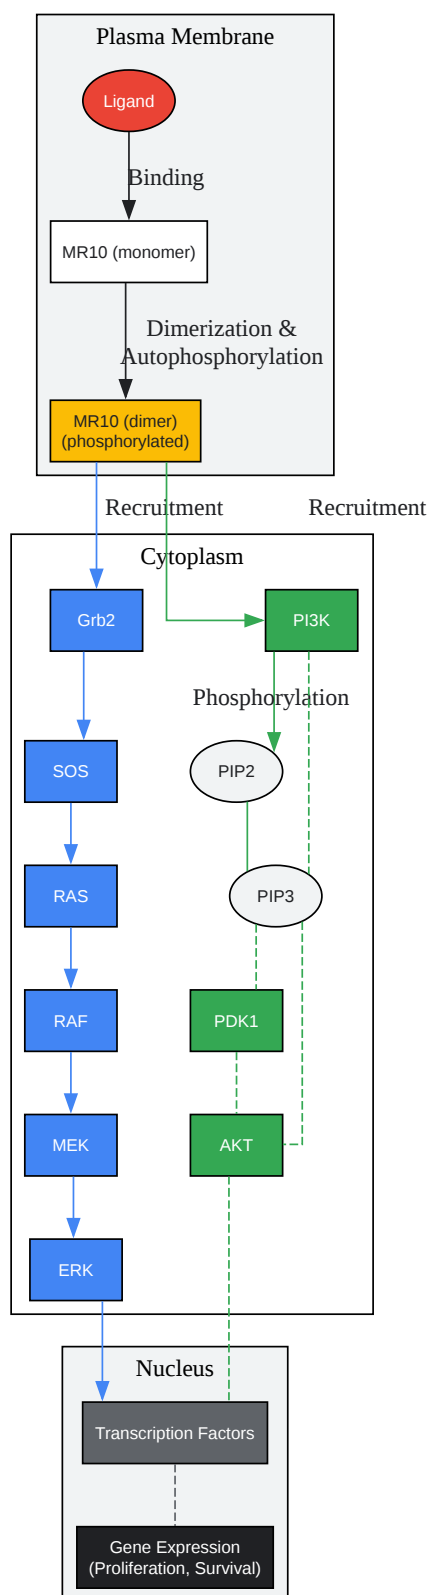 Plasma Membrane
Ligand
Binding
MR10 (monomer)
Dimerization &
Autophosphorylation
MR10 (dimer)
(phosphorylated)
Recruitment
Recruitment
Cytoplasm
Grb2
PI3K
Phosphorylation
SOS
PIP2
RAS
PIP3
RAF
PDK1
MEK
AKT
ERK
Nucleus
Transcription Factors
Gene Expression
(Proliferation, Survival)